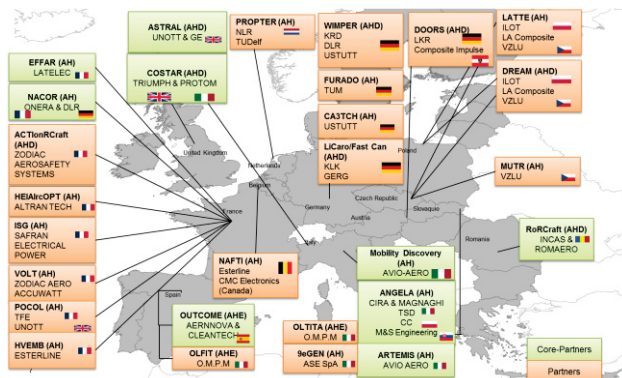 ASTRAL (AHD)
UNOTT & GE
PROPTER (AH)
NLR
TUDelf
WIMPER (AHD)
KRD
DLR
USTUTT
DOORS (AHD)
LKR
Composite Impulse
LATTE (AH)
ILOT
LA Composite
VZLU
EFFAR (AH)
LATELEC
COSTAR (AHD)
TRIUMPH & PROTOM
FURADO (AH)
TUM
DREAM (AHD)
ILOT
LA Composite
VZLU
NACOR (AH)
ONERA & DLR
CA3TCH (AH)
USTUTT
ACTIonRCraft
(AHD)
ZODIAC
AEROSAFETY
SYSTEMS
LiCaro/Fast Can
(AHD)
KLK
GERG
MUTR (AH)
VZLU
United Kingdom
Netherlands
Belgium
Germany
Poland
Czech Republic
Slovaquie
Austria
France
Italy
Romania
Spain
HEIAIrcOPT (AH)
ALTRAN TECH
ISG (AH)
SAFRAN
ELECTRICAL
POWER
RoRCraft (AHD)
INCAS &
ROMAERO
VOLT (AH)
ZODIAC AERO
ACCUWATT
NAFTI (AH)
Esterline
CMC Electronics
(Canada)
Mobility Discovery
(AH)
AVIO-AERO
POCOL (AH)
TFE
UNOTT
ANGELA (AH)
CIRA & MAGNAGHI
TSD
CC
M&S Engineering
HVEMB (AH)
ESTERLINE
OUTCOME (AHE)
AERNNOVA &
CLEANTECH
OLTITA (AHE)
O.M.P.M
OLFIT (AHE)
O.M.P.M
9eGEN (AH)
ASE SpA
ARTEMIS (AH)
AVIO AERO
Core-Partners
Partners